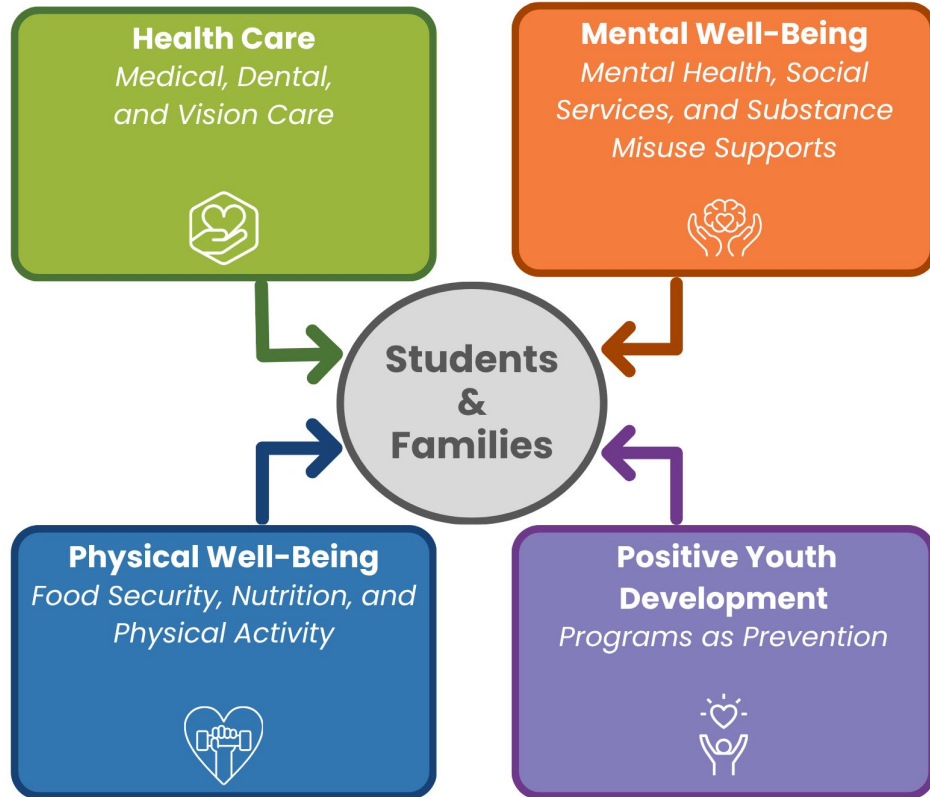 Health Care
Medical, Dental,
and Vision Care
Mental Well-Being
Mental Health, Social
Services, and Substance
Misuse Supports
Students
&
Families
Physical Well-Being
Food Security, Nutrition, and
Physical Activity
Positive Youth
Development
Programs as Prevention